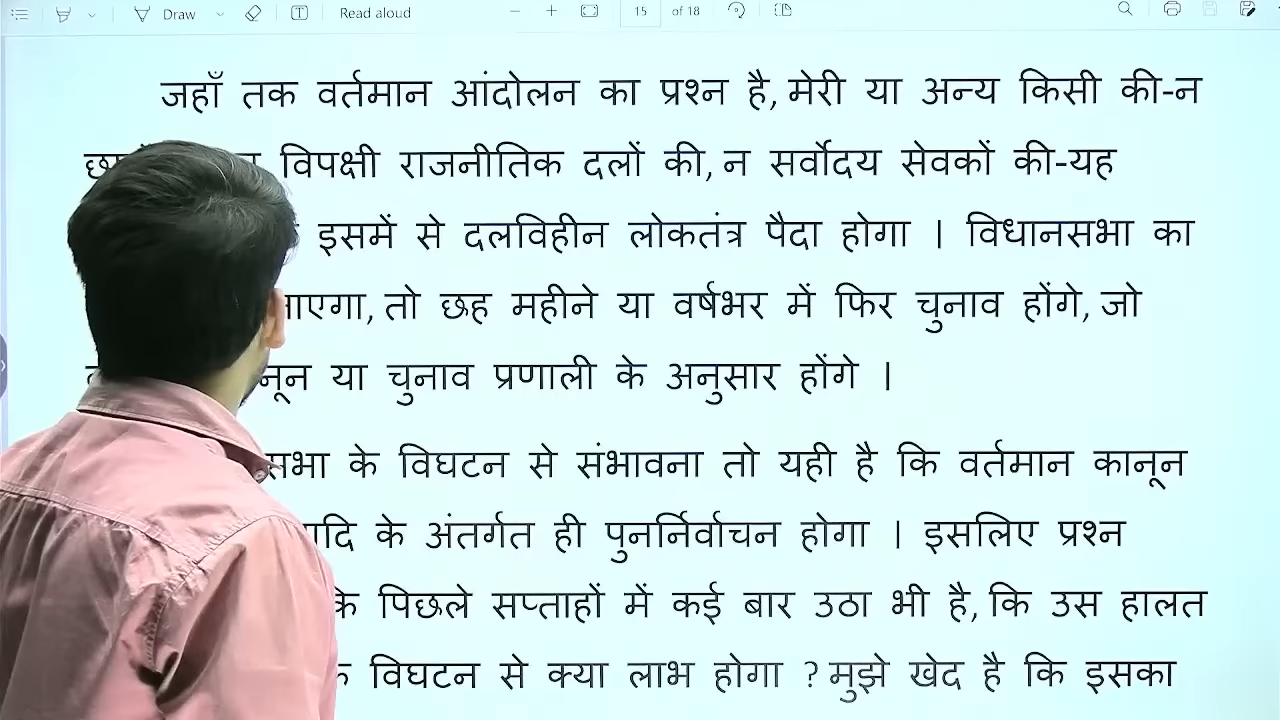 Draw Read aloud 15 of 18
जहाँ तक वर्तमान आंदोलन का प्रश्न है, मेरी या अन्य किसी की-न
विपक्षी राजनीतिक दलों की, न सर्वोदय सेवकों की-यह
इसमें से दलविहीन लोकतंत्र पैदा होगा । विधानसभा का
तो छह महीने या वर्षभर में फिर चुनाव होंगे, जो
या चुनाव प्रणाली के अनुसार होंगे ।
के विघटन से संभावना तो यही है कि वर्तमान कानून
के अंतर्गत ही पुनर्निर्वाचन होगा । इसलिए प्रश्न
पिछले सप्ताहों में कई बार उठा भी है, कि उस हालत
विघटन से क्या लाभ होगा ? मुझे खेद है कि इसका